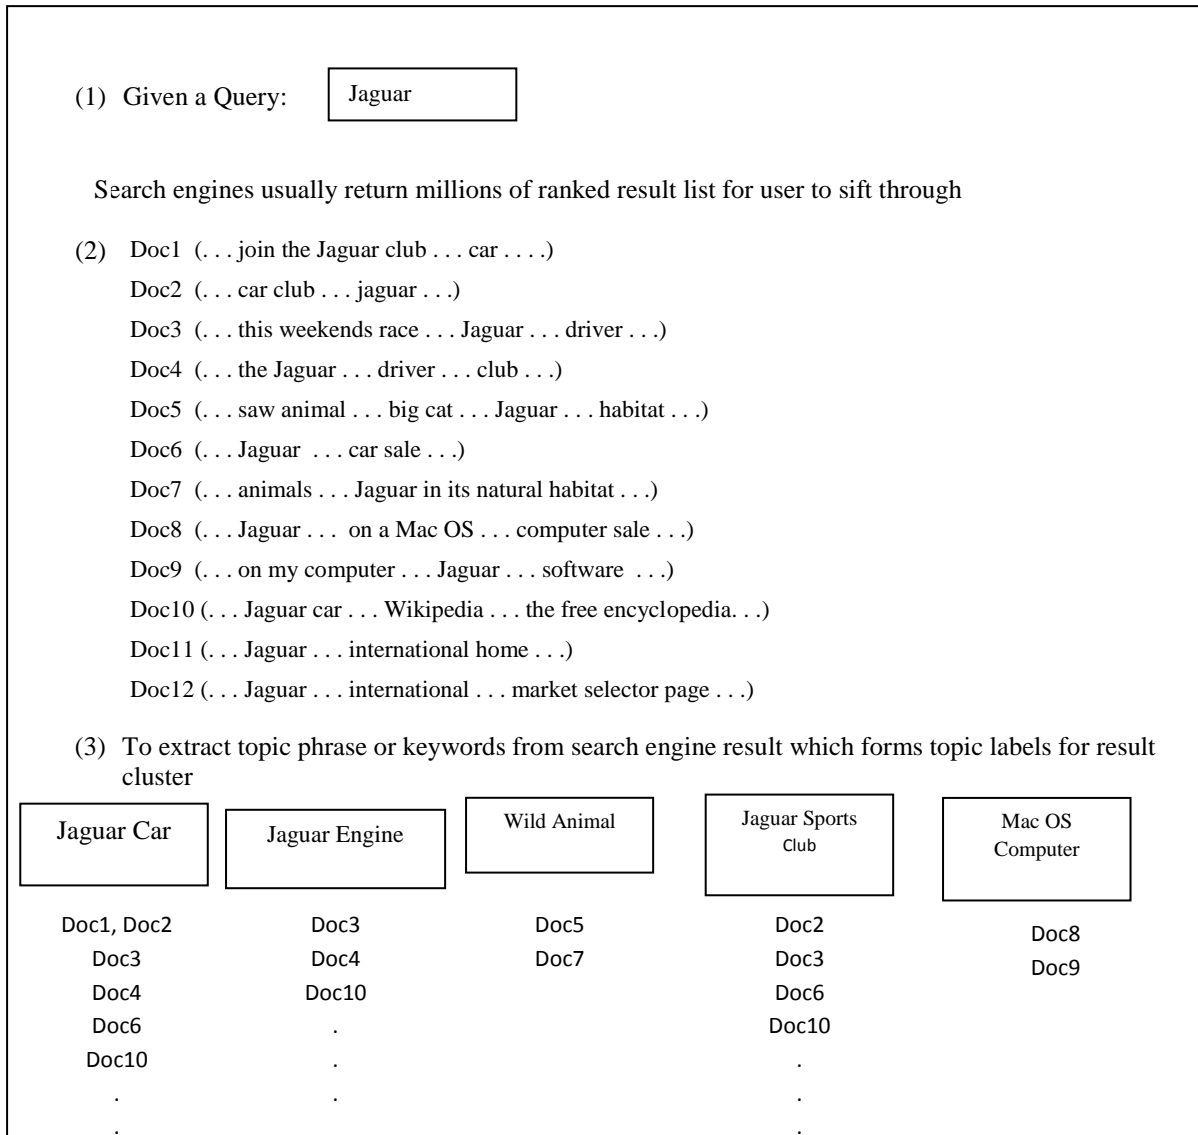 (1) Given a Query: Jaguar
Search engines usually return millions of ranked result list for user to sift through
(2) Doc1 (. . . join the Jaguar club . . . car . . . .)
Doc2 (. . . car club . . . jaguar . . .)
Doc3 (. . . this weekends race . . . Jaguar . . . driver . . .)
Doc4 (. . . the Jaguar . . . driver . . . club . . .)
Doc5 (. . . saw animal . . . big cat . . . Jaguar . . . habitat . . .)
Doc6 (. . . Jaguar . . . car sale . . .)
Doc7 (. . . animals . . . Jaguar in its natural habitat . . .)
Doc8 (. . . Jaguar . . . on a Mac OS . . . computer sale . . .)
Doc9 (. . . on my computer . . . Jaguar . . . software . . .)
Doc10 (. . . Jaguar car . . . Wikipedia . . . the free encyclopedia. . .)
Doc11 (. . . Jaguar . . . international home . . .)
Doc12 (. . . Jaguar . . . international . . . market selector page . . .)
(3) To extract topic phrase or keywords from search engine result which forms topic labels for result
cluster
Jaguar Car
Doc1, Doc2
Doc3
Doc4
Doc6
Doc10
.
.
Jaguar Engine
Doc3
Doc4
Doc10
.
.
.
Wild Animal
Doc5
Doc7
Jaguar Sports
Club
Doc2
Doc3
Doc6
Doc10
.
.
.
Mac OS
Computer
Doc8
Doc9